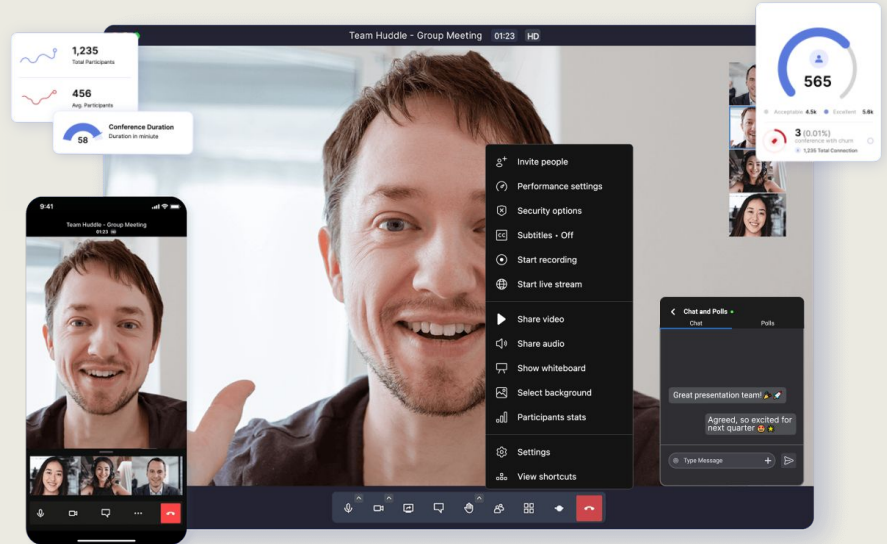 Team Huddle - Group Meeting 01:23 HD
1,235
Total Participants
456
Avg. Participants
Conference Duration
Duration in miniute
58
565
Acceptable 4.5k Excellent 5.6k
3 (0.01%)
conference with churn
1,235 Total Connection
Invite people
Performance settings
Security options
CC Subtitles • Off
Start recording
Start live stream
Share video
Share audio
Show whiteboard
Select background
Participants stats
Settings
View shortcuts
9:41
Team Huddle - Group Meeting
01:23 HD
Chat and Polls
Chat Polls
Great presentation team! 🎉 🚀
Agreed, so excited for
next quarter 🤩 ⭐
Type Message